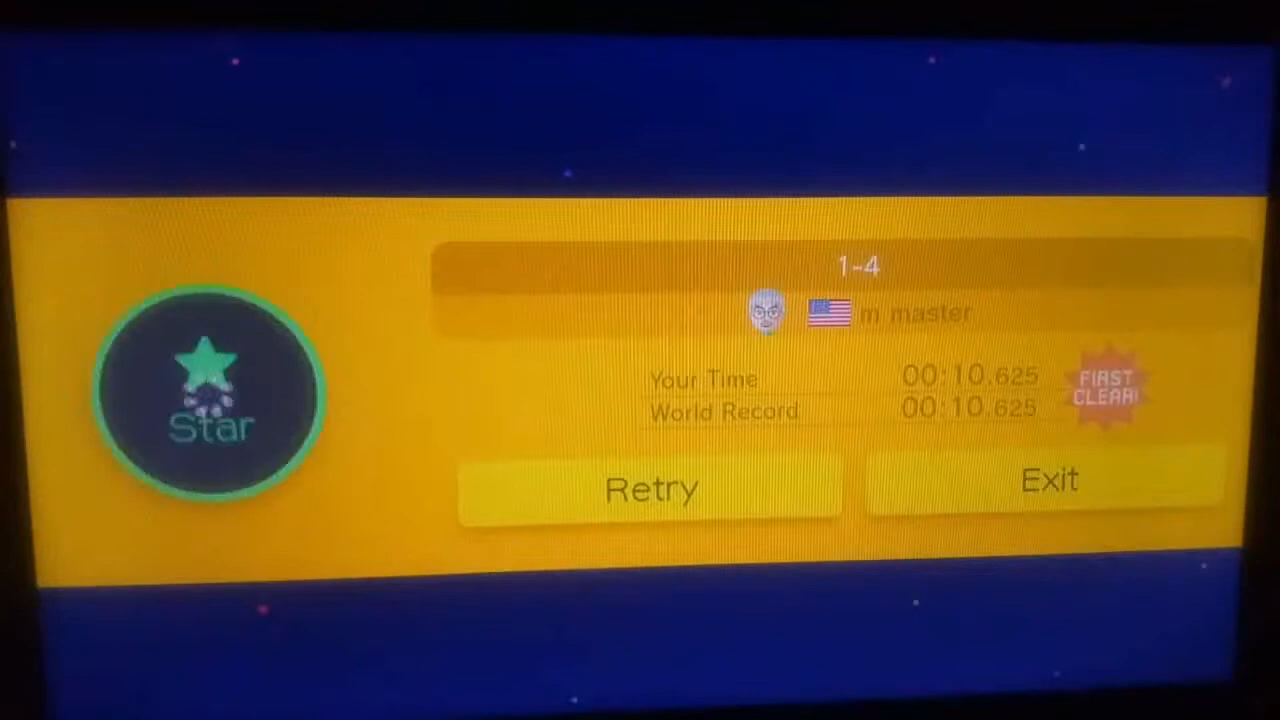 1-4
m master
Your Time 00:10.625
World Record 00:10.625
FIRST
CLEAR!
Star
Retry
Exit